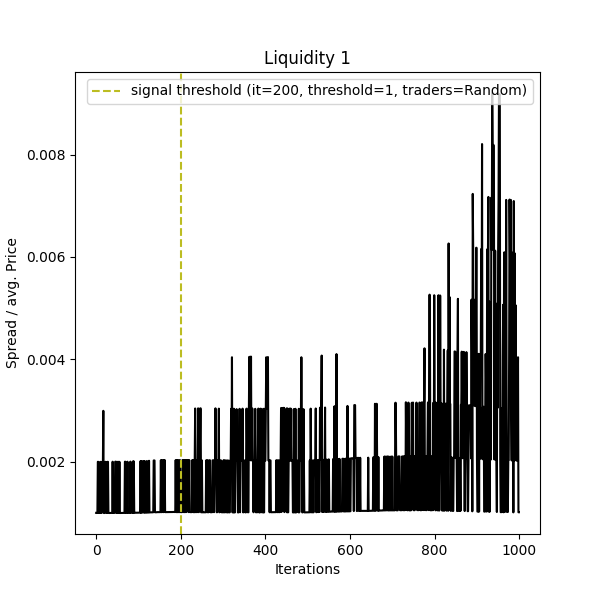 Liquidity 1
signal threshold (it=200, threshold=1, traders=Random)
Spread / avg. Price
0.008
0.006
0.004
0.002
0 200 400 600 800 1000
Iterations